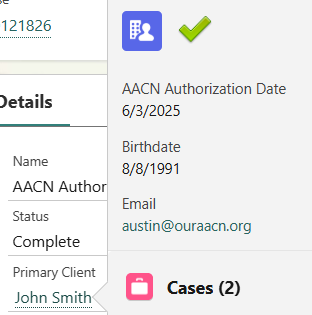 121826
Details
Name
AACN Author
Status
Complete
Primary Client
John Smith
AACN Authorization Date
6/3/2025
Birthdate
8/8/1991
Email
austin@ouraacn.org
Cases (2)